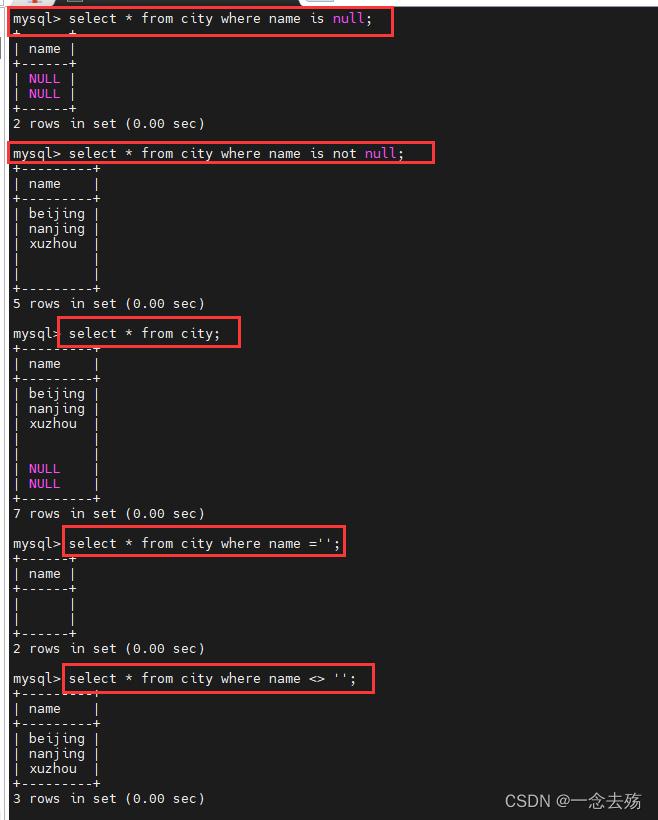 mysql> select * from city where name is null;
+------+
| name |
+------+
| NULL |
| NULL |
+------+
2 rows in set (0.00 sec)
mysql> select * from city where name is not null;
+---------+
| name    |
+---------+
| beijing |
| nanjing |
| xuzhou  |
|         |
|         |
+---------+
5 rows in set (0.00 sec)
mysql> select * from city;
+---------+
| name    |
+---------+
| beijing |
| nanjing |
| xuzhou  |
|         |
|         |
| NULL    |
| NULL    |
+---------+
7 rows in set (0.00 sec)
mysql> select * from city where name ='';
+------+
| name |
+------+
|      |
|      |
+------+
2 rows in set (0.00 sec)
mysql> select * from city where name <> '';
+---------+
| name    |
+---------+
| beijing |
| nanjing |
| xuzhou  |
+---------+
3 rows in set (0.00 sec)
CSDN @一念去殇